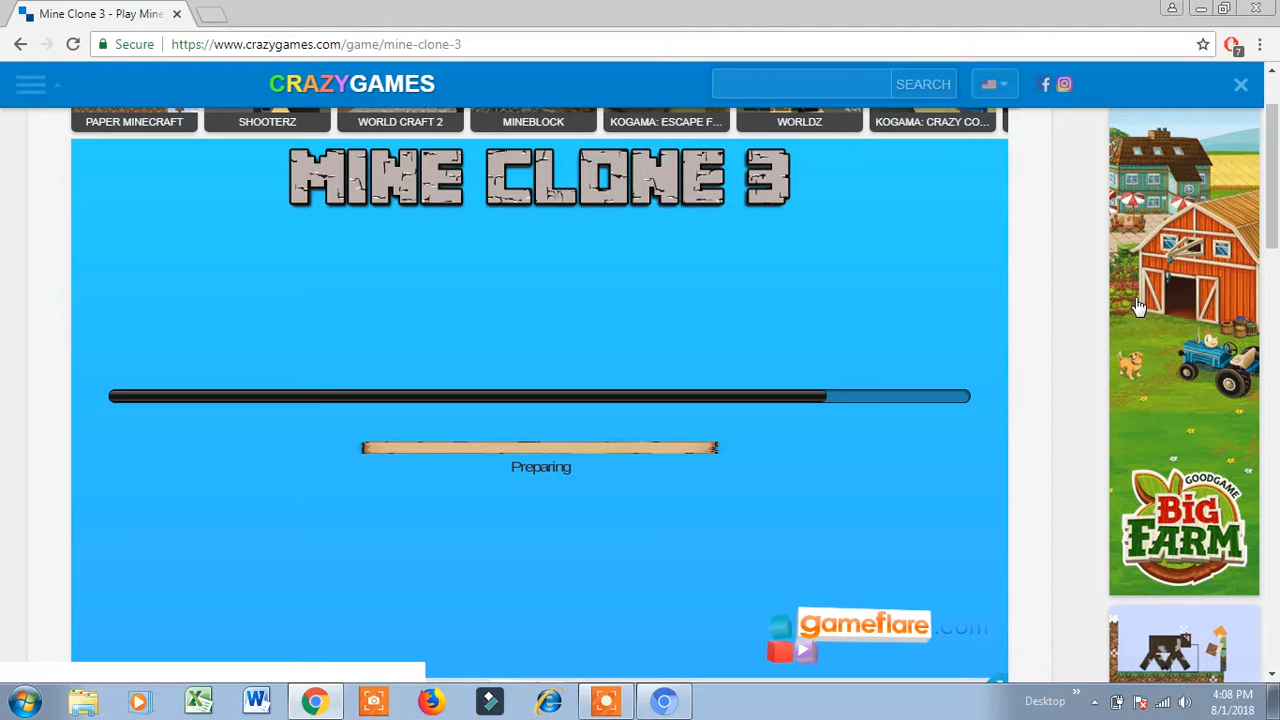 Mine Clone 3 - Play Mine
Secure
https://www.crazygames.com/game/mine-clone-3
7
CRAZYGAMES
SEARCH
PAPER MINECRAFT
SHOOTERZ
WORLD CRAFT 2
MINEBLOCK
KOGAMA: ESCAPE F...
WORLDZ
KOGAMA: CRAZY CO...
MINE CLONE 3
Preparing
GOODGAME
BIG
FARM
gameflare.com
Desktop
4:08 PM
8/1/2018